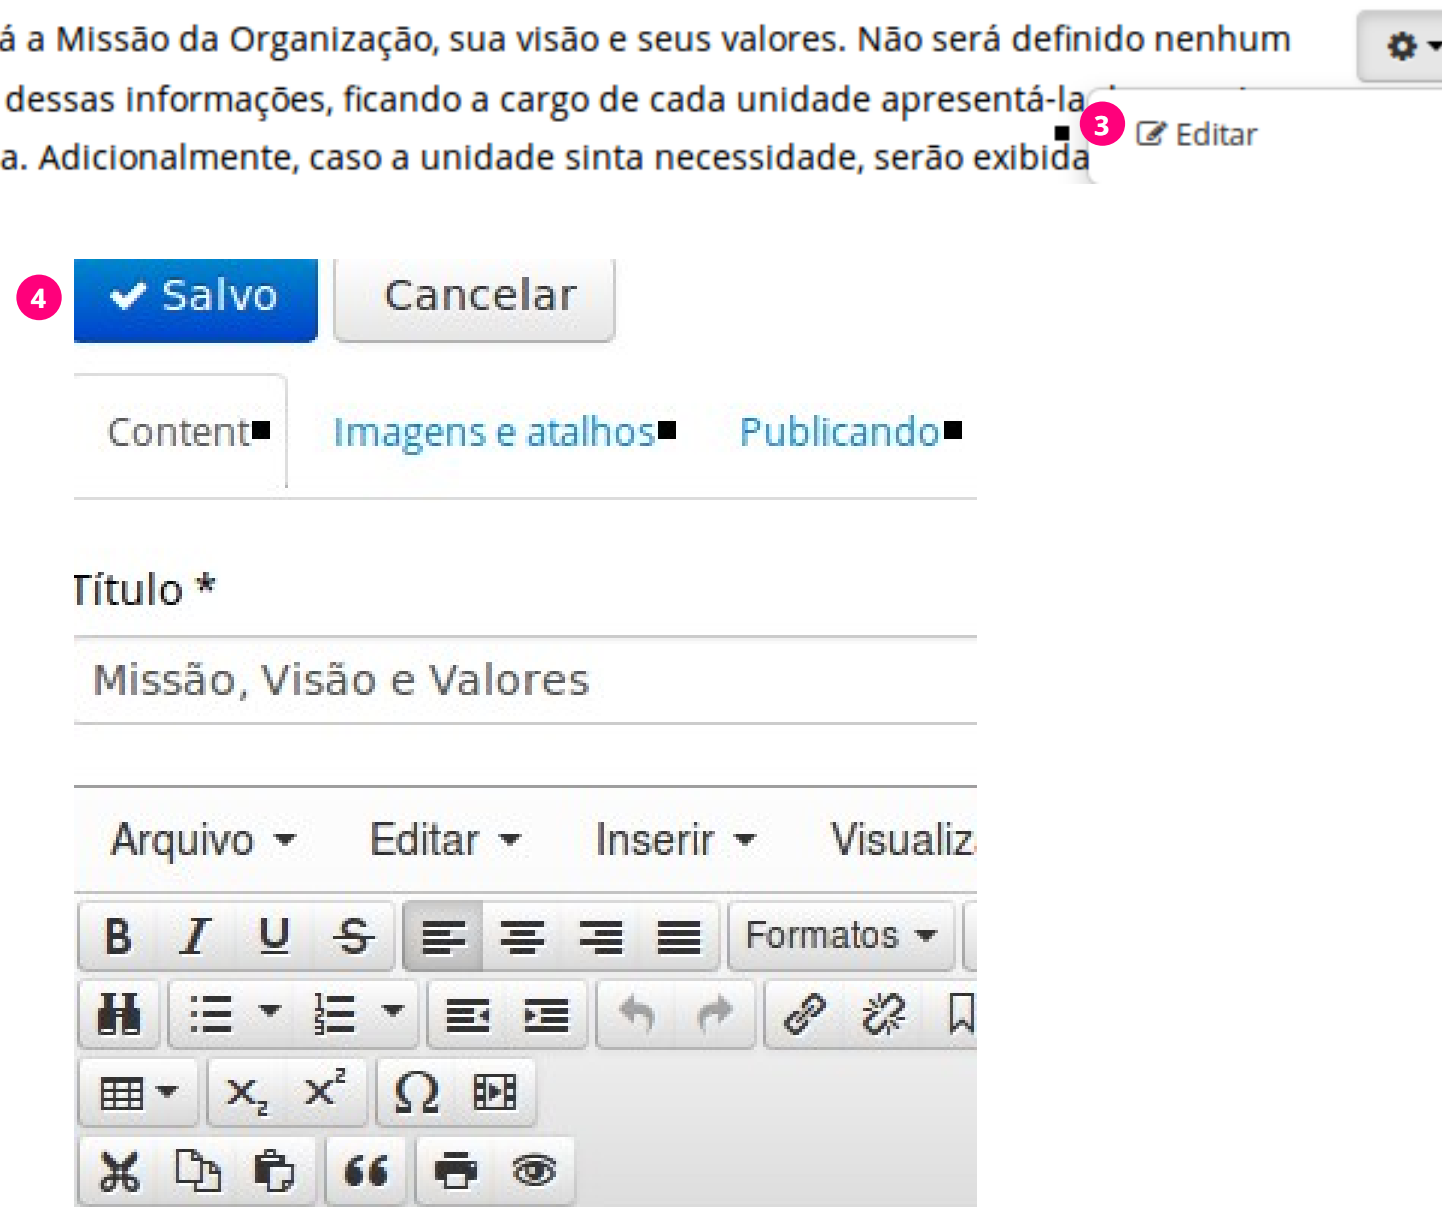 á a Missão da Organização, sua visão e seus valores. Não será definido nenhum
dessas informações, ficando a cargo de cada unidade apresentá-la
3 Editar
a. Adicionalmente, caso a unidade sinta necessidade, serão exibida
4 Salvo Cancelar
Content Imagens e atalhos Publicando
Título *
Missão, Visão e Valores
Arquivo Editar Inserir Visualiz
B I U S Formatos
X₂ X² Ω